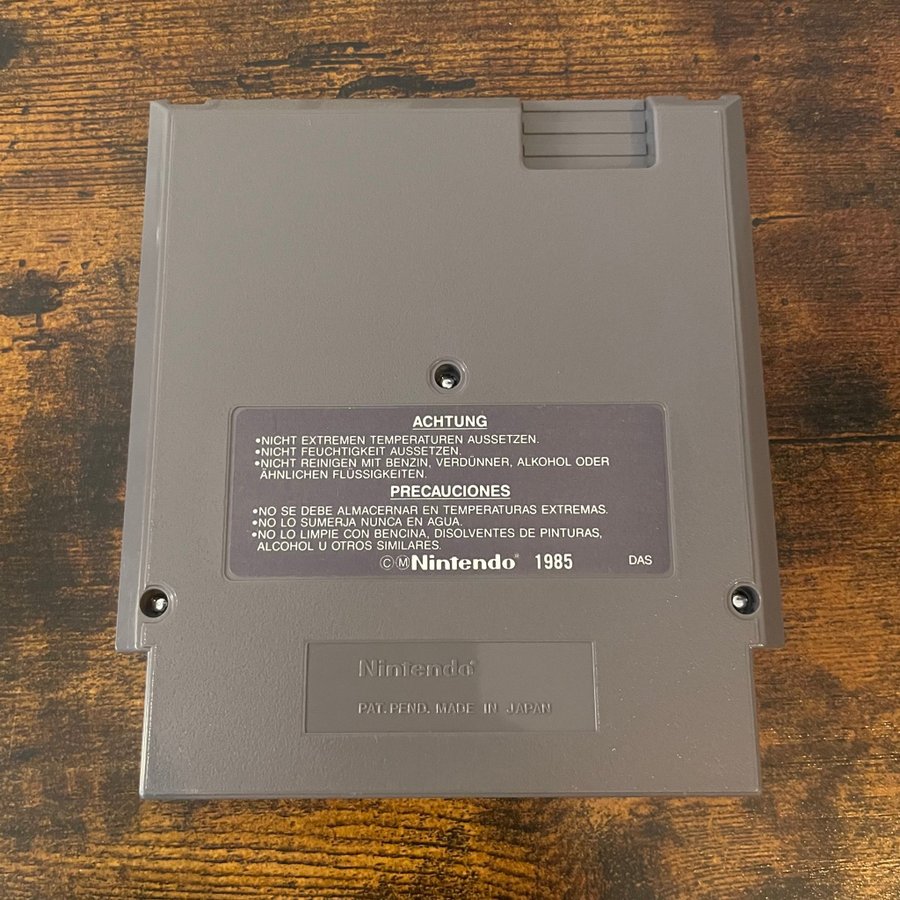 ACHTUNG
•NICHT EXTREMEN TEMPERATUREN AUSSETZEN.
•NICHT FEUCHTIGKEIT AUSSETZEN.
•NICHT REINIGEN MIT BENZIN, VERDÜNNER, ALKOHOL ODER
ÄHNLICHEN FLÜSSIGKEITEN.
PRECAUCIONES
•NO SE DEBE ALMACERNAR EN TEMPERATURAS EXTREMAS.
•NO LO SUMERJA NUNCA EN AGUA.
•NO LO LIMPIE CON BENCINA, DISOLVENTES DE PINTURAS,
ALCOHOL U OTROS SIMILARES.
ⒸⓂNintendo® 1985 DAS
Nintendo®
PAT. PEND. MADE IN JAPAN